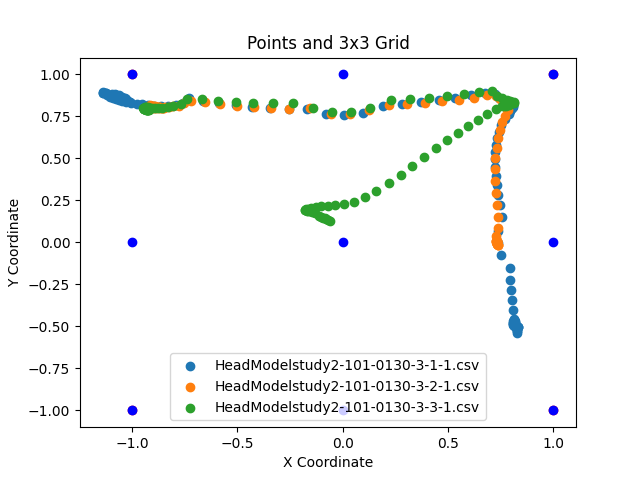 Points and 3x3 Grid
1.00
0.75
0.50
0.25
0.00
−0.25
−0.50
−0.75
−1.00
Y Coordinate
HeadModelstudy2-101-0130-3-1-1.csv
HeadModelstudy2-101-0130-3-2-1.csv
HeadModelstudy2-101-0130-3-3-1.csv
−1.0 −0.5 0.0 0.5 1.0
X Coordinate